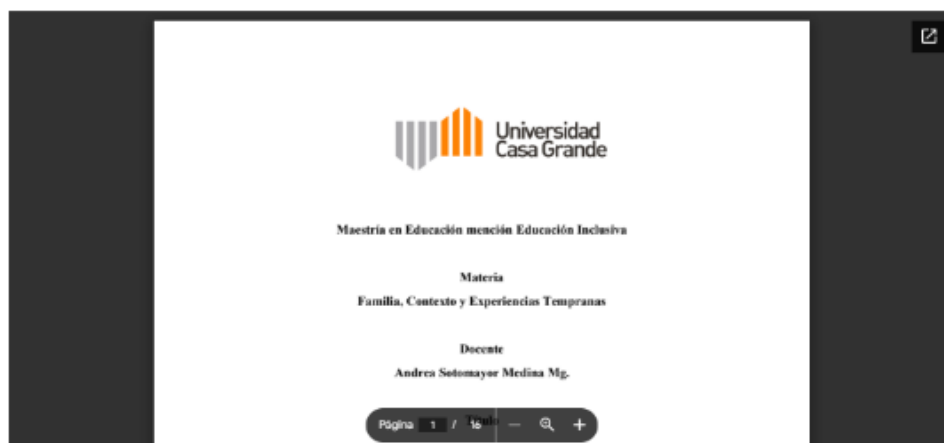 Universidad
Casa Grande
Maestría en Educación mención Educación Inclusiva
Materia
Familia, Contexto y Experiencias Tempranas
Docente
Andrea Sotomayor Medina Mg.
Título
Página 1 / 16